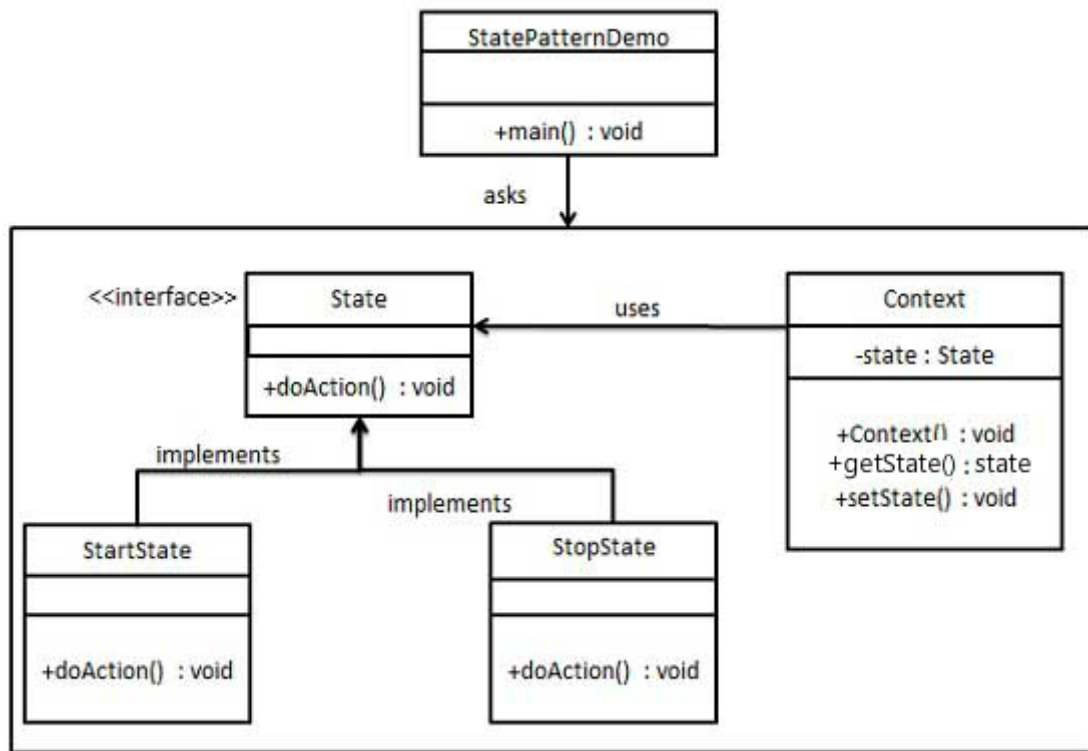 StatePatternDemo
+main() : void
asks
<<interface>>
State
+doAction() : void
uses
Context
-state : State
+Context() : void
+getState() : state
+setState() : void
implements
implements
StartState
+doAction() : void
StopState
+doAction() : void